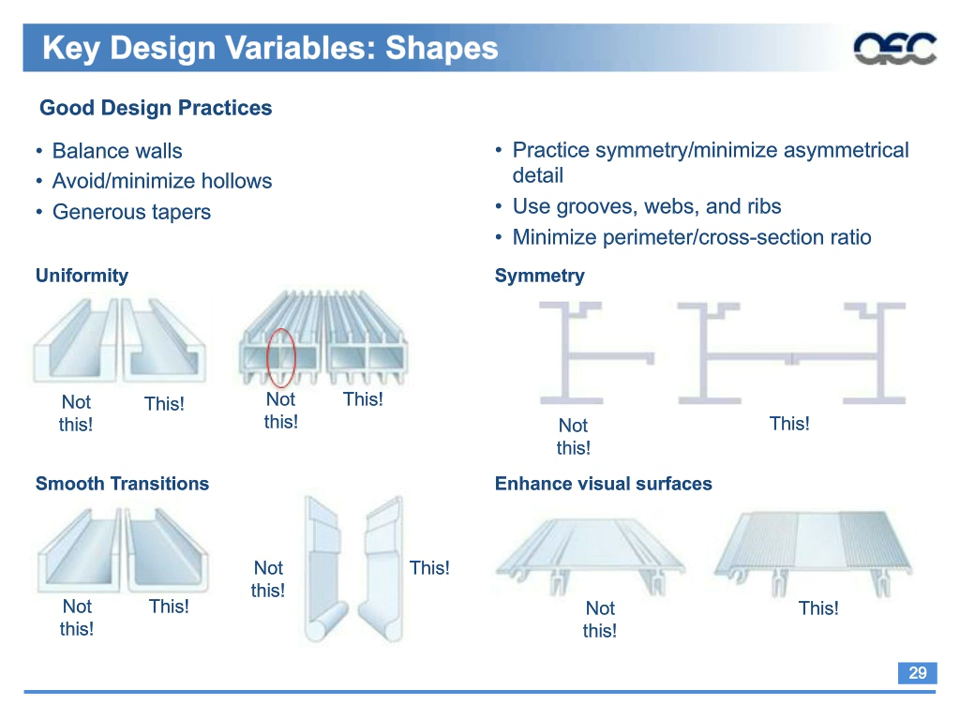 Key Design Variables: Shapes
AEC
Good Design Practices
• Balance walls
• Avoid/minimize hollows
• Generous tapers
• Practice symmetry/minimize asymmetrical
detail
• Use grooves, webs, and ribs
• Minimize perimeter/cross-section ratio
Uniformity
Not
this!
This!
Not
this!
This!
Symmetry
Not
this!
This!
Smooth Transitions
Not
this!
This!
Not
this!
This!
Enhance visual surfaces
Not
this!
This!
29